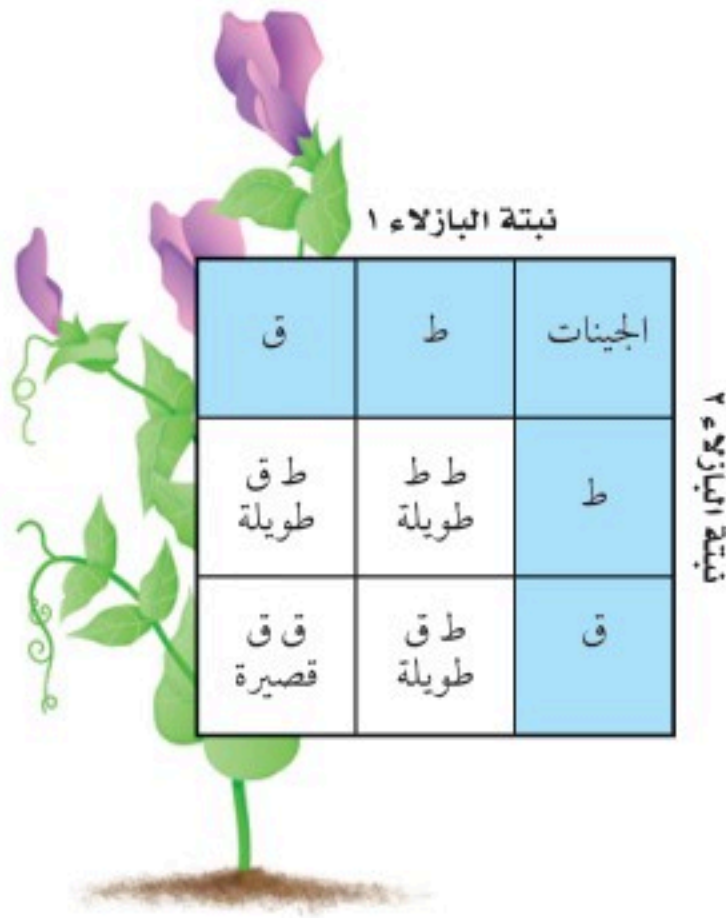 نبتة البازلاء ١
نبتة البازلاء ٢
الجينات
ط
ق
ط
ط ط
طويلة
ط ق
طويلة
ق
ط ق
طويلة
ق ق
قصيرة